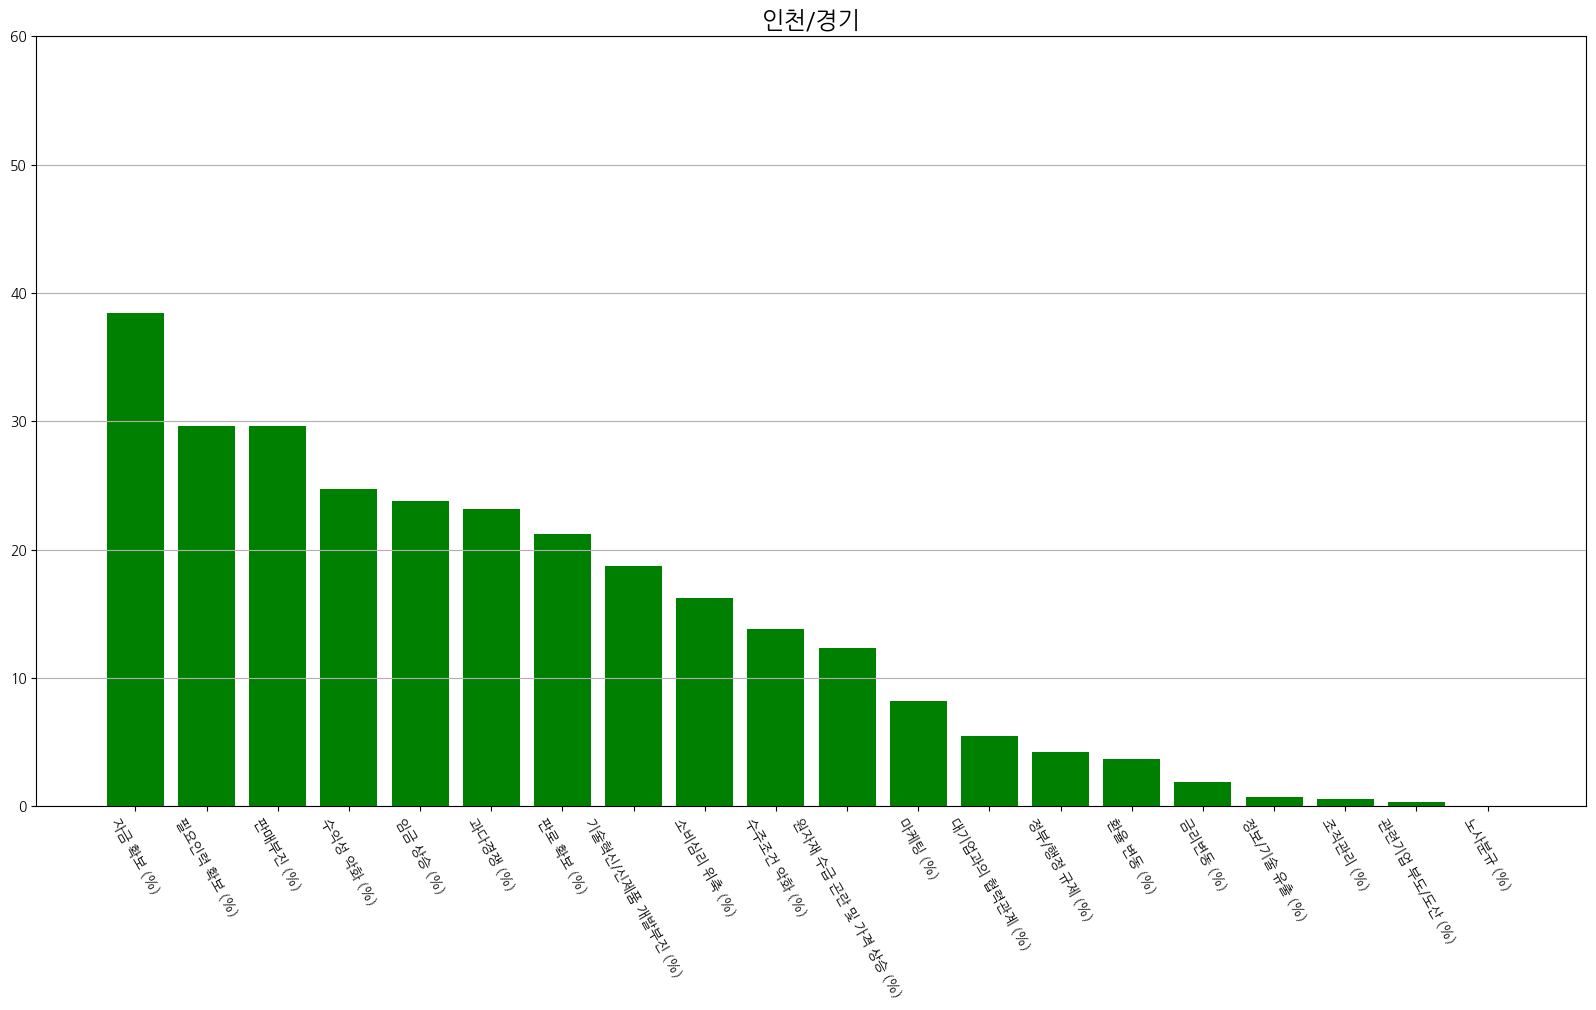 인천/경기
60
50
40
30
20
10
0
자금 확보 (%)
필요인력 확보 (%)
판매부진 (%)
수익성 악화 (%)
임금 상승 (%)
과다경쟁 (%)
판로 확보 (%)
기술혁신/신제품 개발부진 (%)
소비심리 위축 (%)
수주조건 악화 (%)
원자재 수급 곤란 및 가격 상승 (%)
마케팅 (%)
대기업과의 협력관계 (%)
정부/행정 규제 (%)
환율 변동 (%)
금리변동 (%)
정보/기술 유출 (%)
조직관리 (%)
관련기업 부도/도산 (%)
노사분규 (%)